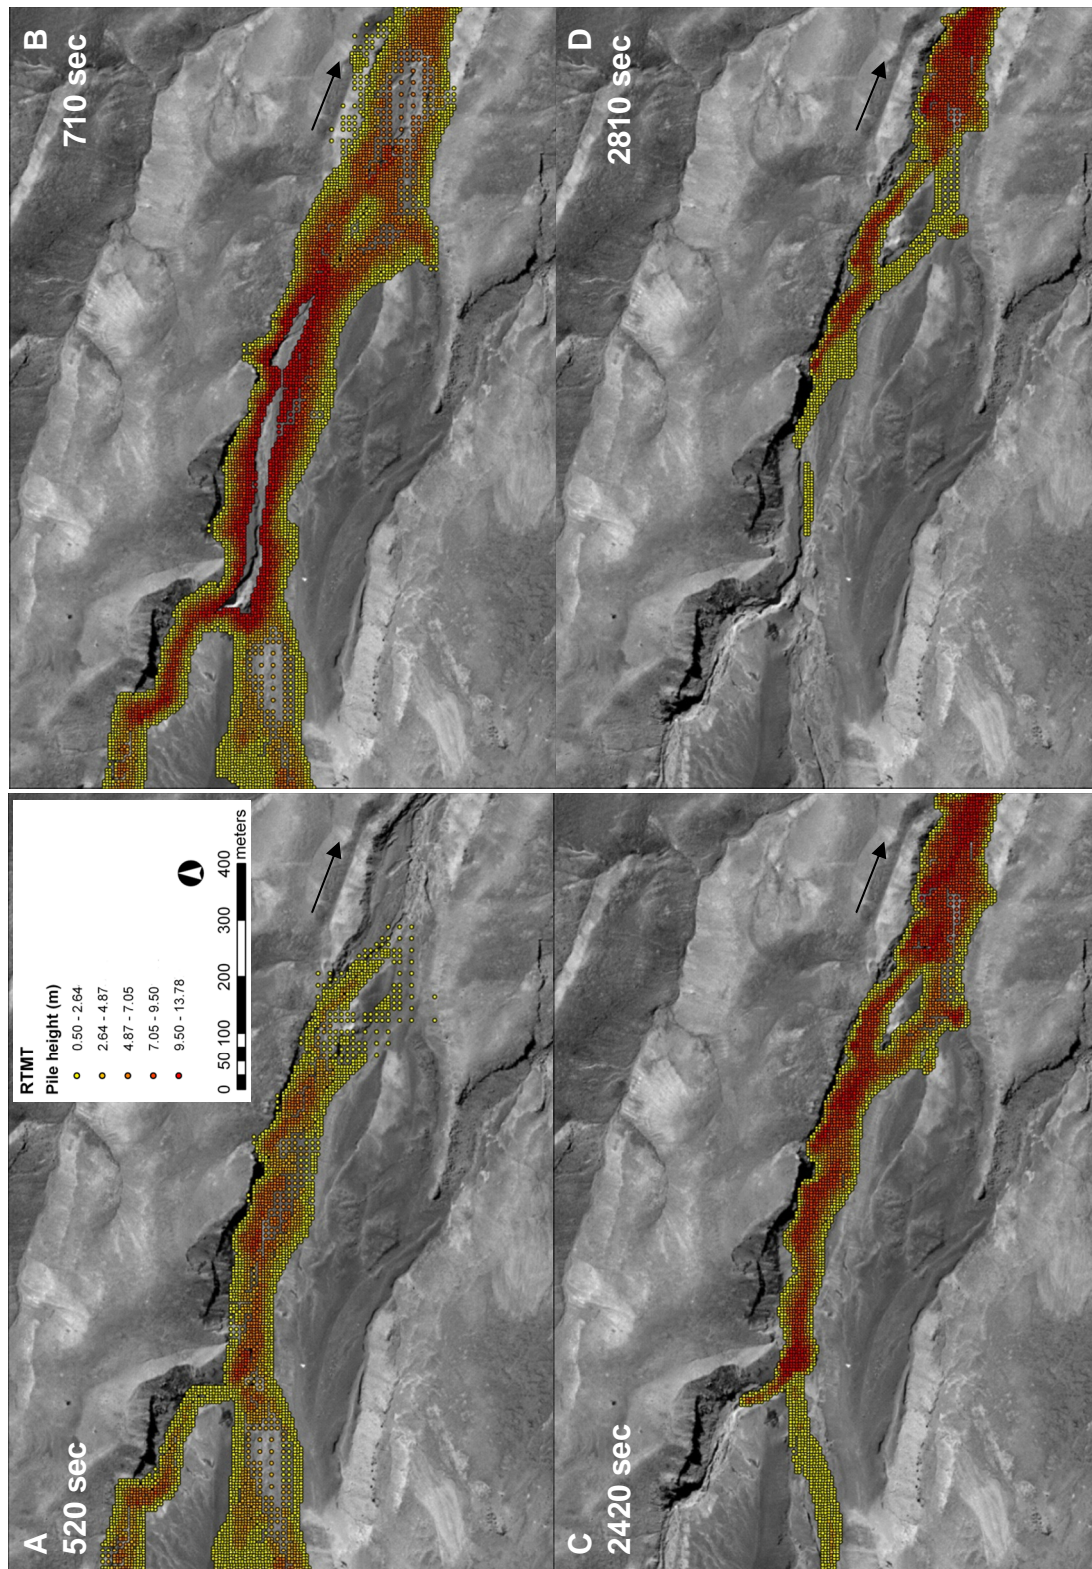 A
520 sec
RTMT
Pile height (m)
0.50 - 2.64
2.64 - 4.87
4.87 - 7.05
7.05 - 9.50
9.50 - 13.78
0 50 100 200 300 400
meters
B
710 sec
C
2420 sec
D
2810 sec